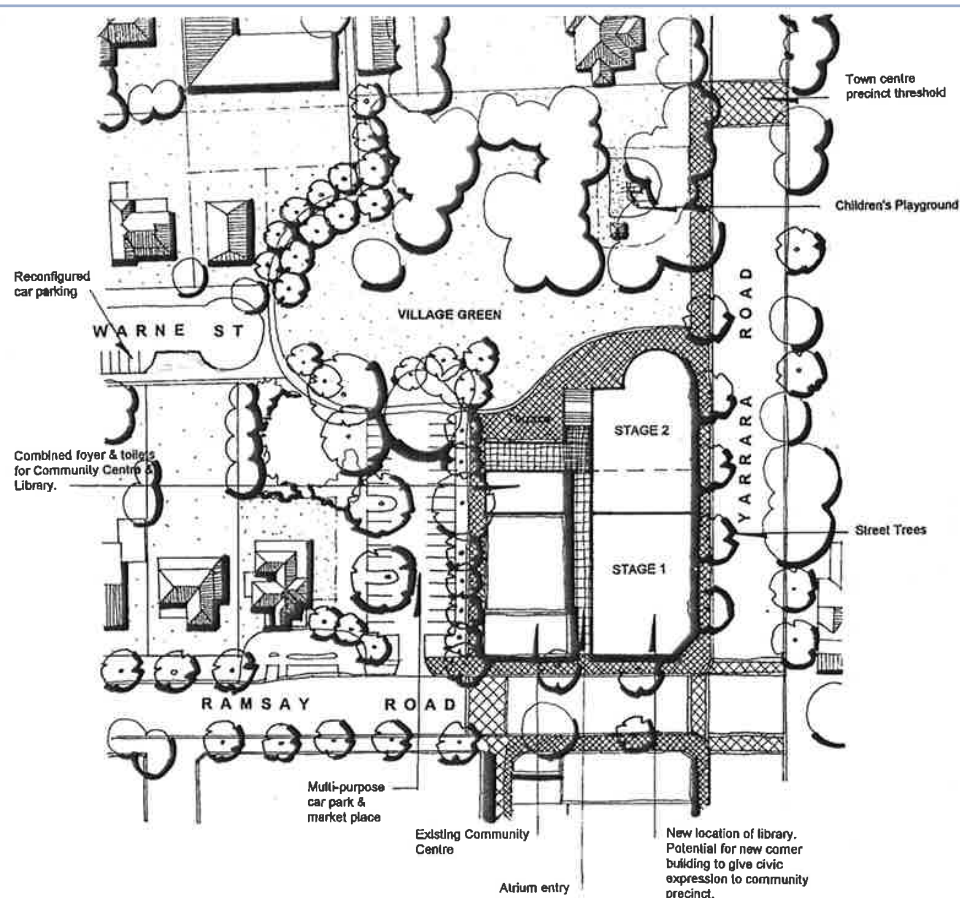 Town centre
precinct threshold
Children's Playground
Reconfigured
car parking
WARNE ST
VILLAGE GREEN
YARRARA ROAD
STAGE 2
Combined foyer & toilets
for Community Centre &
Library.
Street Trees
STAGE 1
RAMSAY ROAD
Multi-purpose
car park &
market place
Existing Community
Centre
Atrium entry
New location of library.
Potential for new corner
building to give civic
expression to community
precinct.